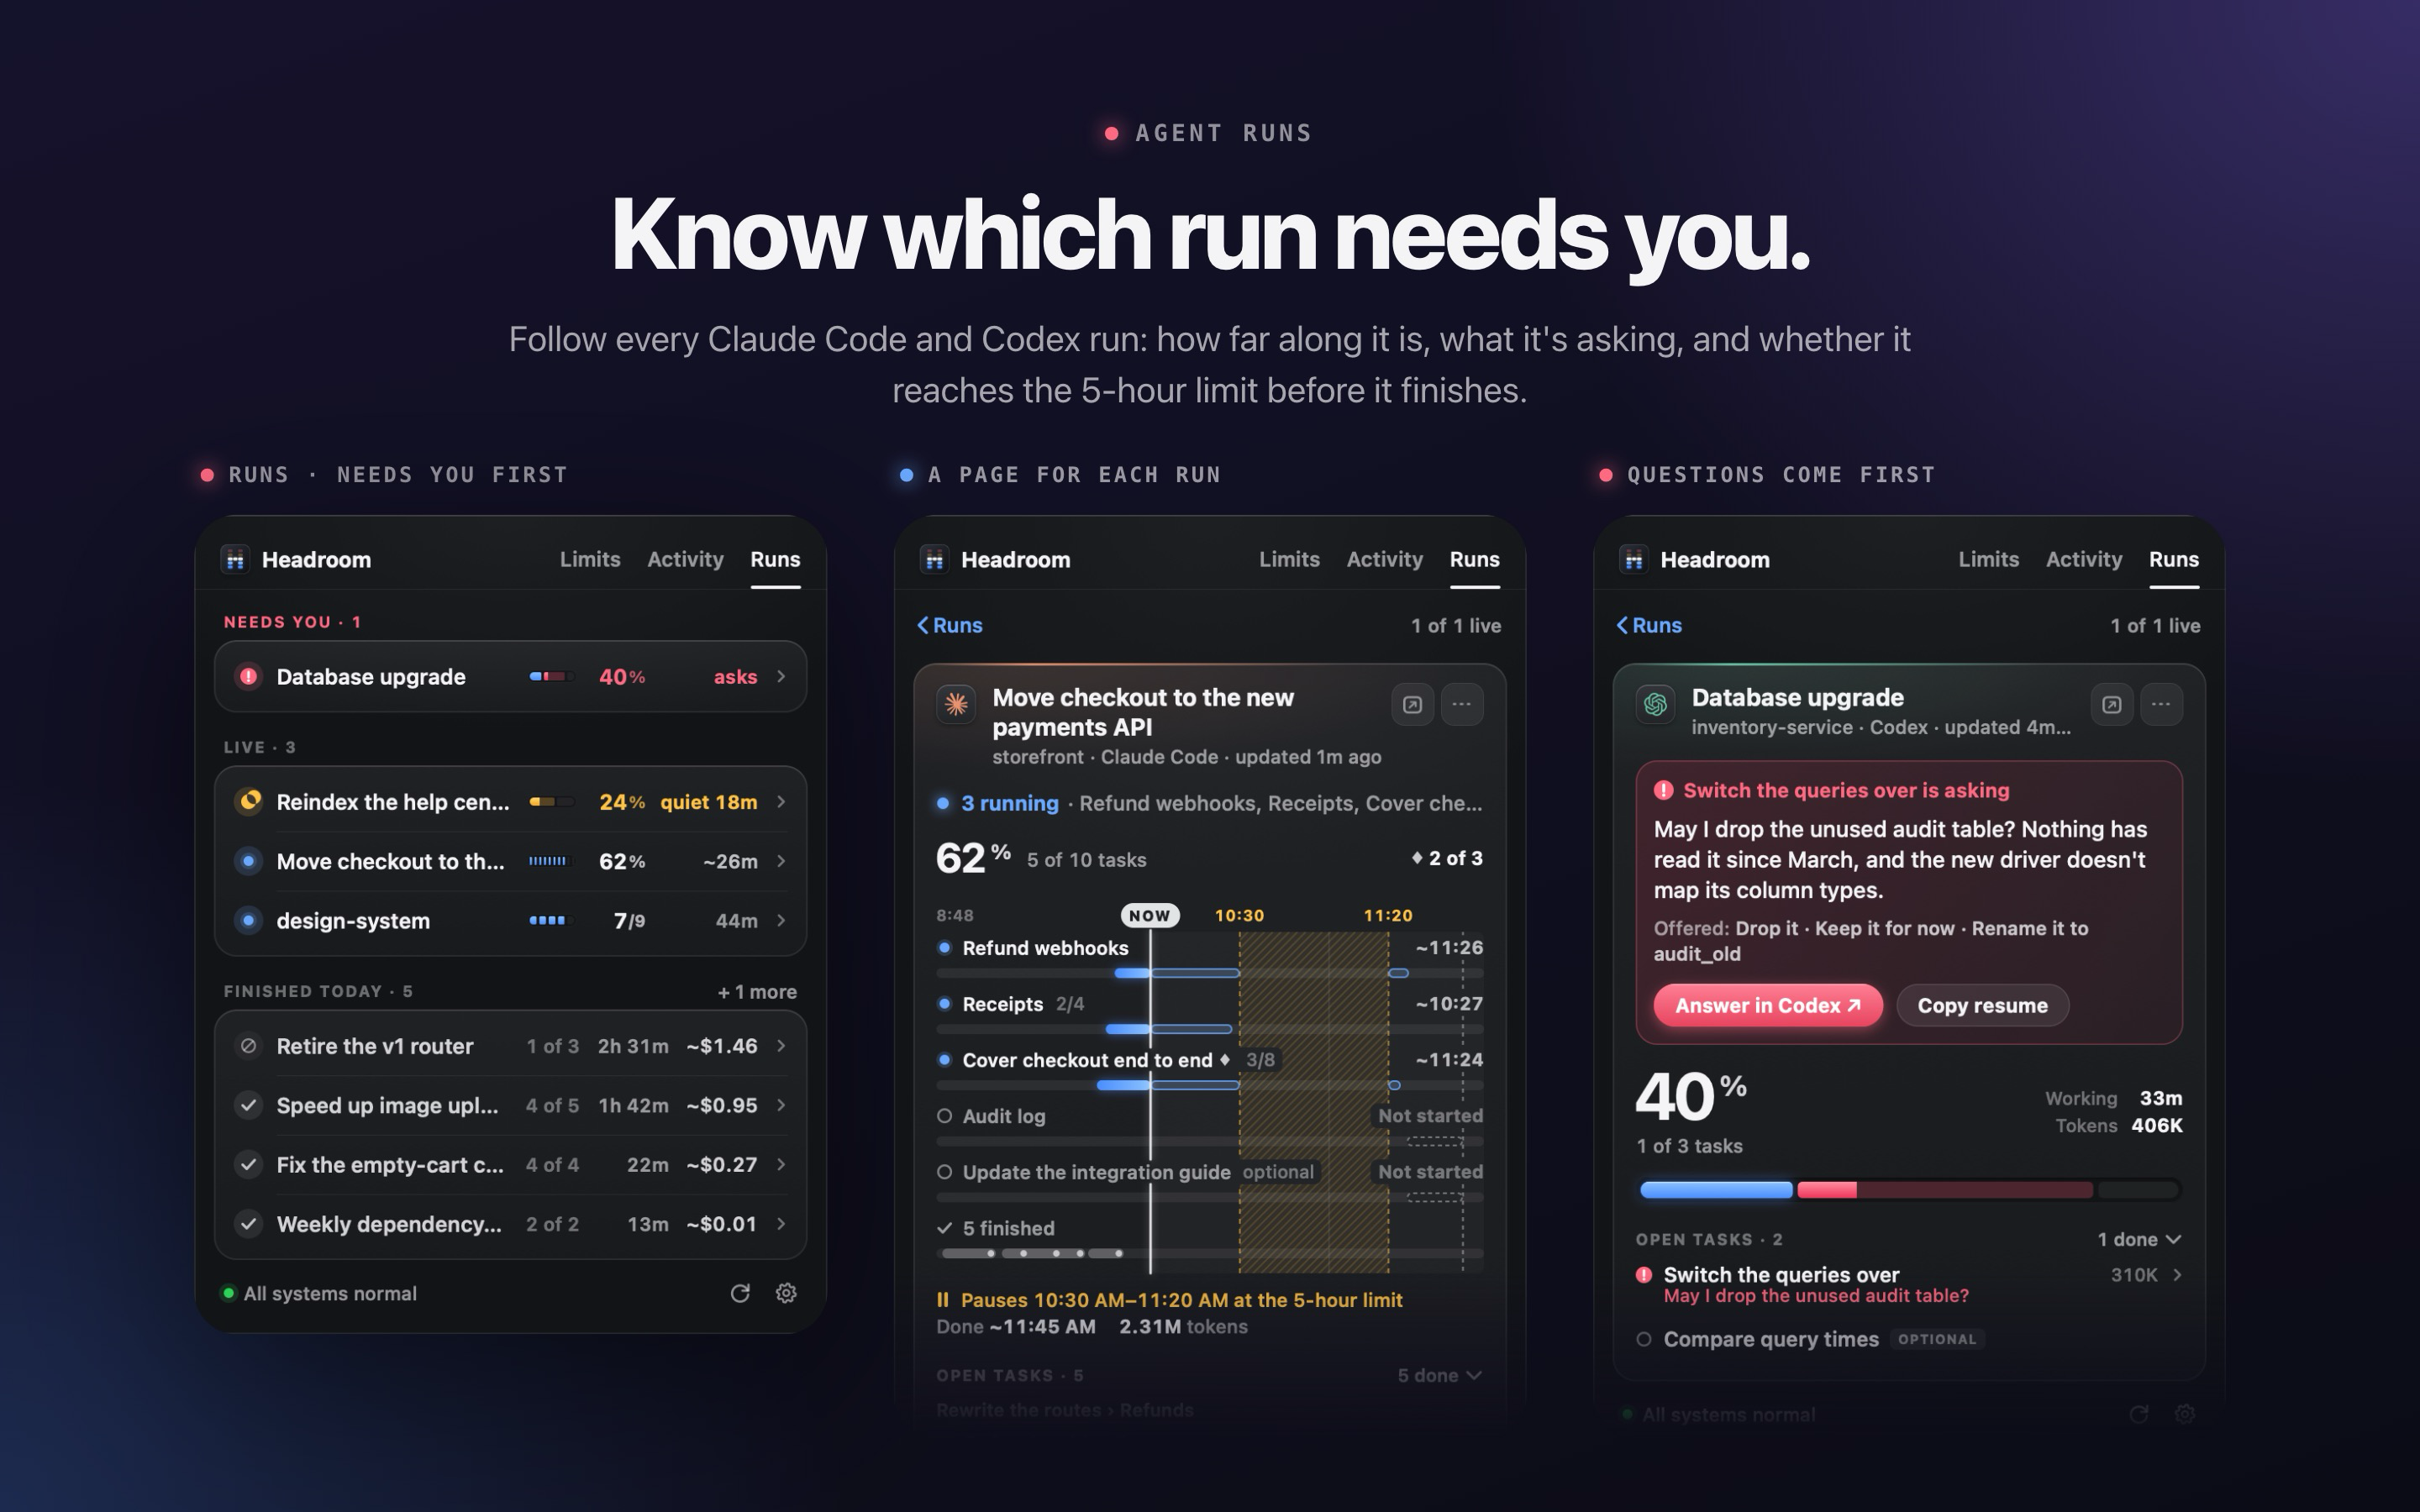 AGENT RUNS
Know which run needs you.
Follow every Claude Code and Codex run: how far along it is, what it's asking, and whether it
reaches the 5-hour limit before it finishes.
RUNS · NEEDS YOU FIRST
Headroom Limits Activity Runs
NEEDS YOU · 1
Database upgrade 40% asks
LIVE · 3
Reindex the help cen... 24% quiet 18m
Move checkout to th... 62% ~26m
design-system 7/9 44m
FINISHED TODAY · 5 + 1 more
Retire the v1 router 1 of 3 2h 31m ~$1.46
Speed up image upl... 4 of 5 1h 42m ~$0.95
Fix the empty-cart c... 4 of 4 22m ~$0.27
Weekly dependency... 2 of 2 13m ~$0.01
All systems normal
A PAGE FOR EACH RUN
Headroom Limits Activity Runs
Runs 1 of 1 live
Move checkout to the new
payments API
storefront · Claude Code · updated 1m ago
3 running · Refund webhooks, Receipts, Cover che...
62% 5 of 10 tasks ♦ 2 of 3
8:48 NOW 10:30 11:20
Refund webhooks ~11:26
Receipts 2/4 ~10:27
Cover checkout end to end ♦ 3/8 ~11:24
Audit log Not started
Update the integration guide optional Not started
5 finished
Pauses 10:30 AM–11:20 AM at the 5-hour limit
Done ~11:45 AM 2.31M tokens
OPEN TASKS · 5 5 done
Rewrite the routes › Refunds
QUESTIONS COME FIRST
Headroom Limits Activity Runs
Runs 1 of 1 live
Database upgrade
inventory-service · Codex · updated 4m...
Switch the queries over is asking
May I drop the unused audit table? Nothing has
read it since March, and the new driver doesn't
map its column types.
Offered: Drop it · Keep it for now · Rename it to
audit_old
Answer in Codex ↗ Copy resume
40%
Working 33m
Tokens 406K
1 of 3 tasks
OPEN TASKS · 2 1 done
Switch the queries over 310K
May I drop the unused audit table?
Compare query times OPTIONAL
All systems normal